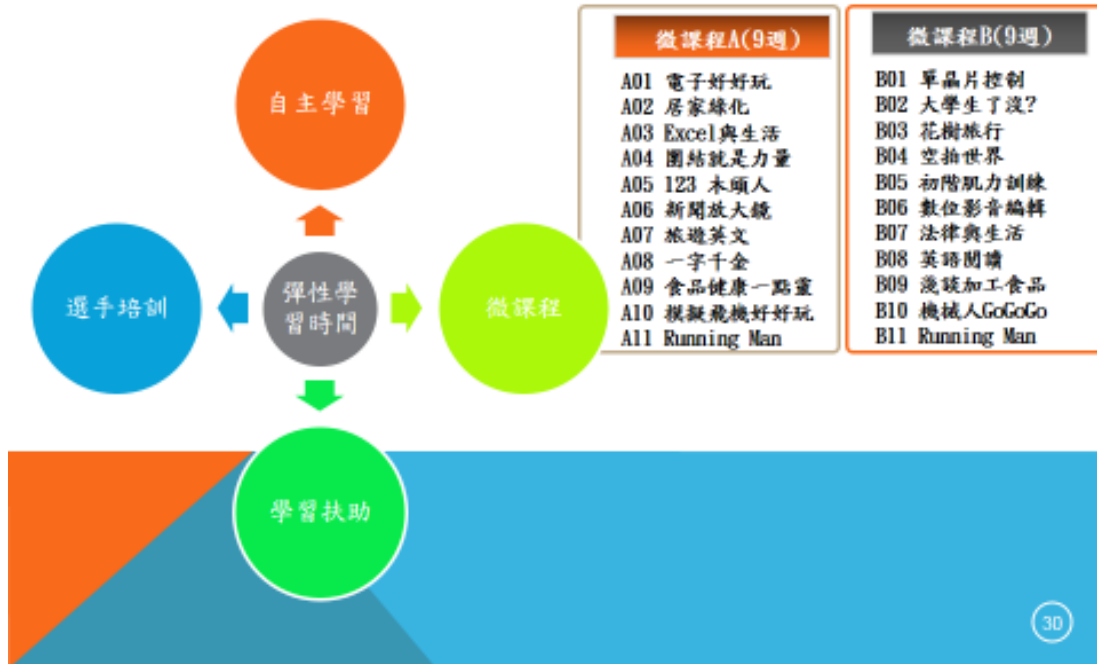 自主學習
選手培訓
彈性學
習時間
微課程
學習扶助
微課程A(9週)
A01 電子好好玩
A02 居家綠化
A03 Excel與生活
A04 團結就是力量
A05 123 木頭人
A06 新聞放大鏡
A07 旅遊英文
A08 一字千金
A09 食品健康一點靈
A10 模擬飛機好好玩
A11 Running Man
微課程B(9週)
B01 單晶片控制
B02 大學生了沒?
B03 花樹旅行
B04 空拍世界
B05 初階肌力訓練
B06 數位影音編輯
B07 法律與生活
B08 英語閱讀
B09 淺談加工食品
B10 機械人GoGoGo
B11 Running Man
30